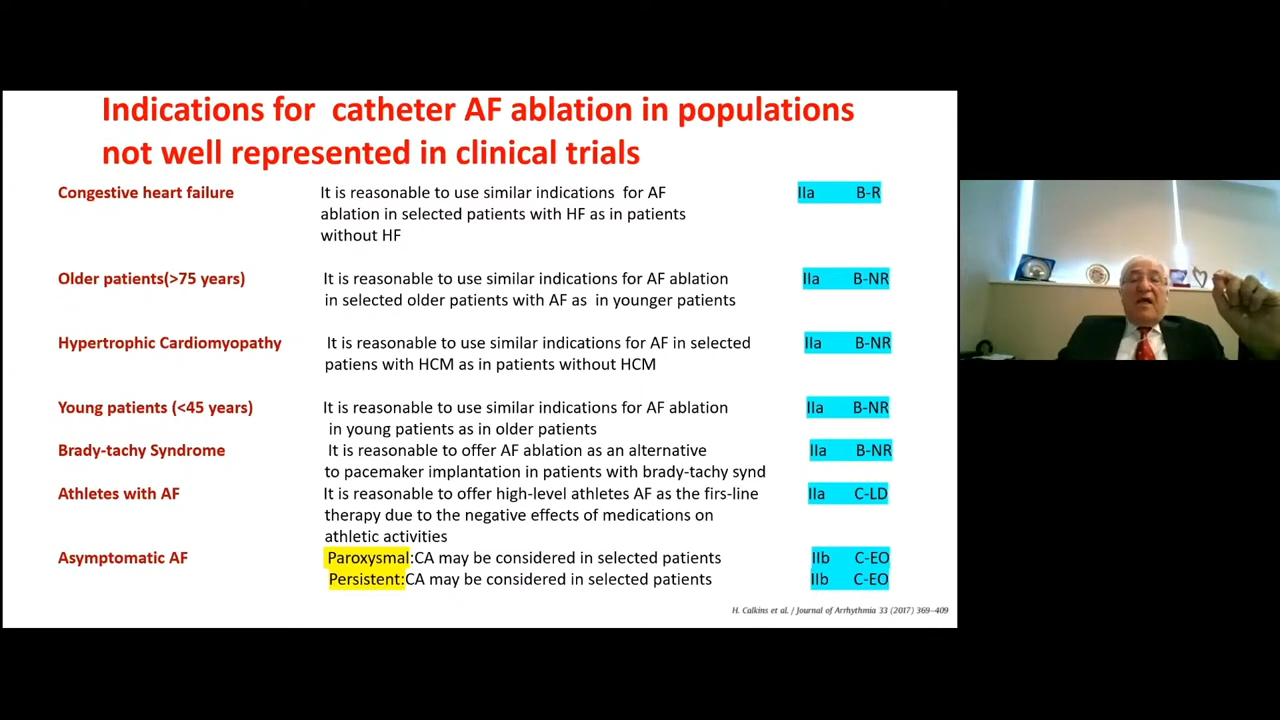 Indications for catheter AF ablation in populations
not well represented in clinical trials
Congestive heart failure It is reasonable to use similar indications for AF IIa B-R
ablation in selected patients with HF as in patients
without HF
Older patients(>75 years) It is reasonable to use similar indications for AF ablation IIa B-NR
in selected older patients with AF as in younger patients
Hypertrophic Cardiomyopathy It is reasonable to use similar indications for AF in selected IIa B-NR
patiens with HCM as in patients without HCM
Young patients (<45 years) It is reasonable to use similar indications for AF ablation IIa B-NR
in young patients as in older patients
Brady-tachy Syndrome It is reasonable to offer AF ablation as an alternative IIa B-NR
to pacemaker implantation in patients with brady-tachy synd
Athletes with AF It is reasonable to offer high-level athletes AF as the firs-line IIa C-LD
therapy due to the negative effects of medications on
athletic activities
Asymptomatic AF Paroxysmal:CA may be considered in selected patients IIb C-EO
Persistent:CA may be considered in selected patients IIb C-EO
H. Calkins et al. / Journal of Arrhythmia 33 (2017) 369–409